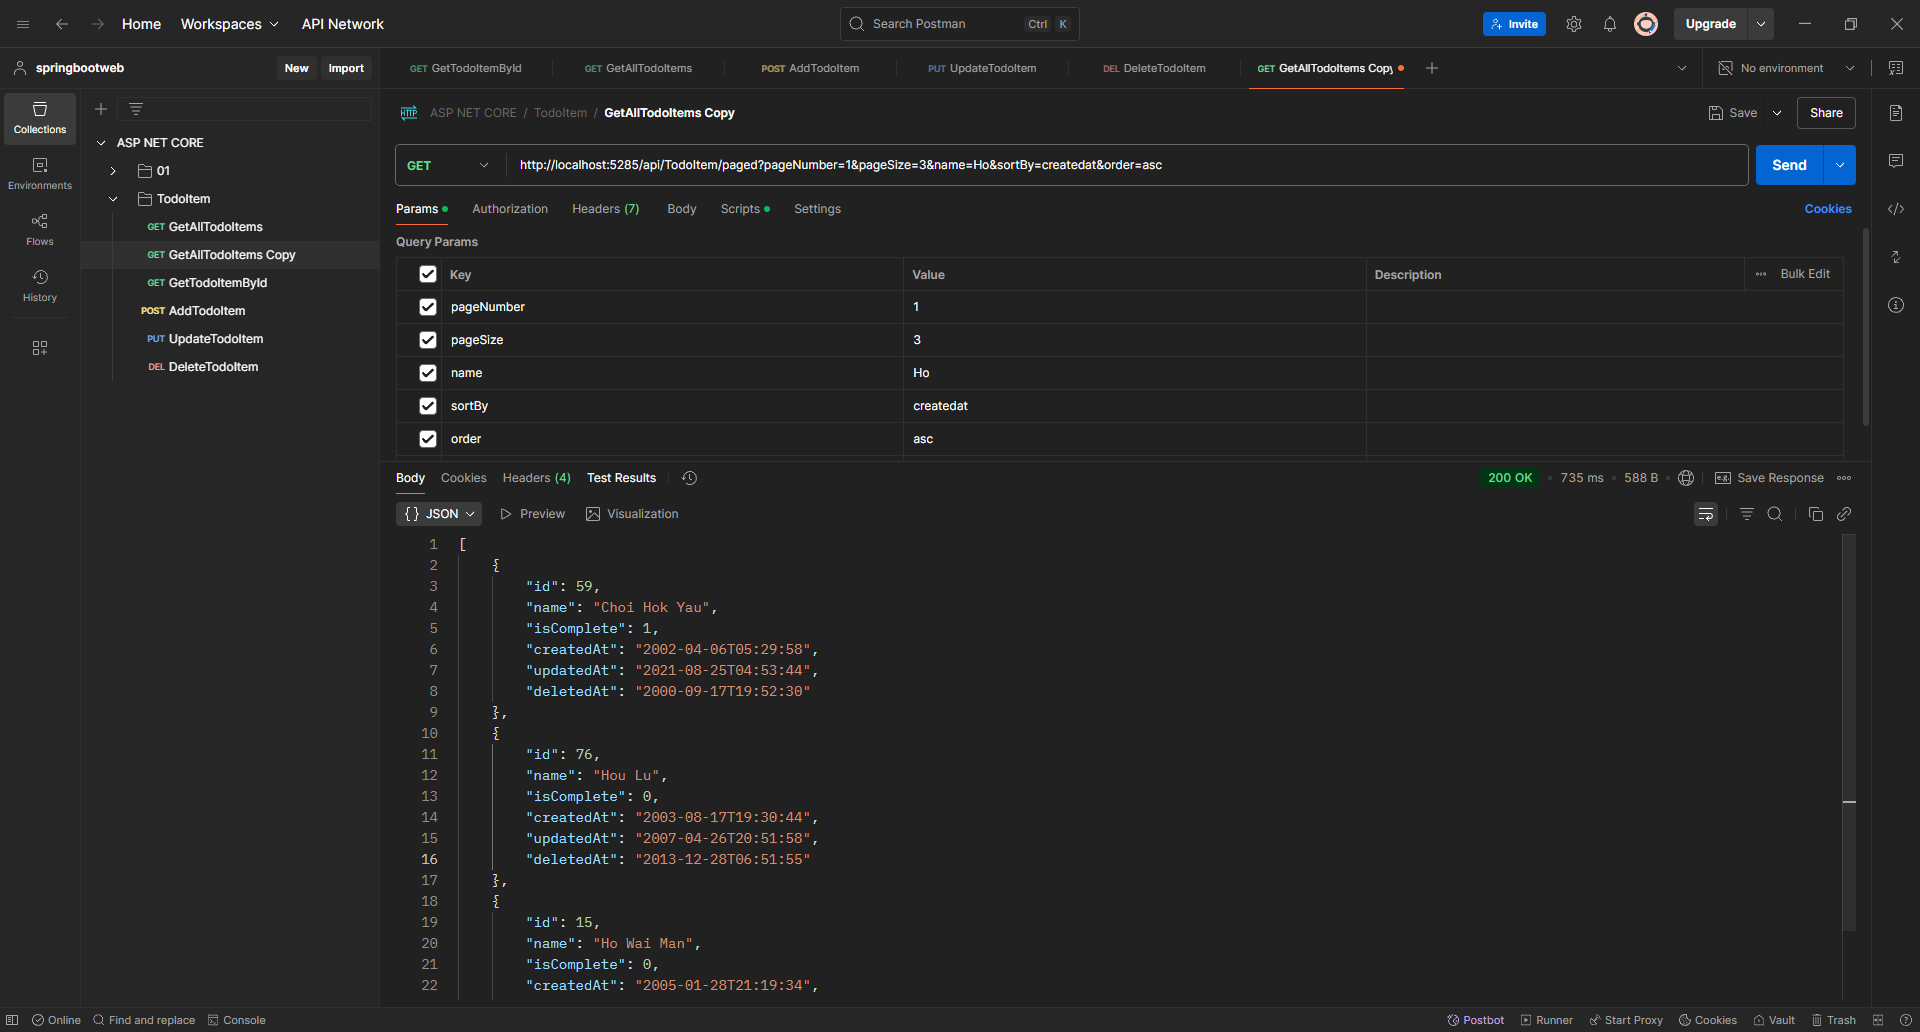 Home Workspaces API Network Search Postman Ctrl K Invite Upgrade
springbootweb New Import GET GetTodoItemById GET GetAllTodoItems POST AddTodoItem PUT UpdateTodoItem DEL DeleteTodoItem GET GetAllTodoItems Copy No environment
Collections
Environments
Flows
History
ASP NET CORE
01
TodoItem
GET GetAllTodoItems
GET GetAllTodoItems Copy
GET GetTodoItemById
POST AddTodoItem
PUT UpdateTodoItem
DEL DeleteTodoItem
HTTP ASP NET CORE / TodoItem / GetAllTodoItems Copy Save Share
GET http://localhost:5285/api/TodoItem/paged?pageNumber=1&pageSize=3&name=Ho&sortBy=createdat&order=asc Send
Params Authorization Headers (7) Body Scripts Settings Cookies
Query Params
Key Value Description Bulk Edit
pageNumber 1
pageSize 3
name Ho
sortBy createdat
order asc
Body Cookies Headers (4) Test Results 200 OK 735 ms 588 B e.g. Save Response
{} JSON Preview Visualization
1 [
2 {
3 "id": 59,
4 "name": "Choi Hok Yau",
5 "isComplete": 1,
6 "createdAt": "2002-04-06T05:29:58",
7 "updatedAt": "2021-08-25T04:53:44",
8 "deletedAt": "2000-09-17T19:52:30"
9 },
10 {
11 "id": 76,
12 "name": "Hou Lu",
13 "isComplete": 0,
14 "createdAt": "2003-08-17T19:30:44",
15 "updatedAt": "2007-04-26T20:51:58",
16 "deletedAt": "2013-12-28T06:51:55"
17 },
18 {
19 "id": 15,
20 "name": "Ho Wai Man",
21 "isComplete": 0,
22 "createdAt": "2005-01-28T21:19:34",
Online Find and replace Console Postbot Runner Start Proxy Cookies Vault Trash